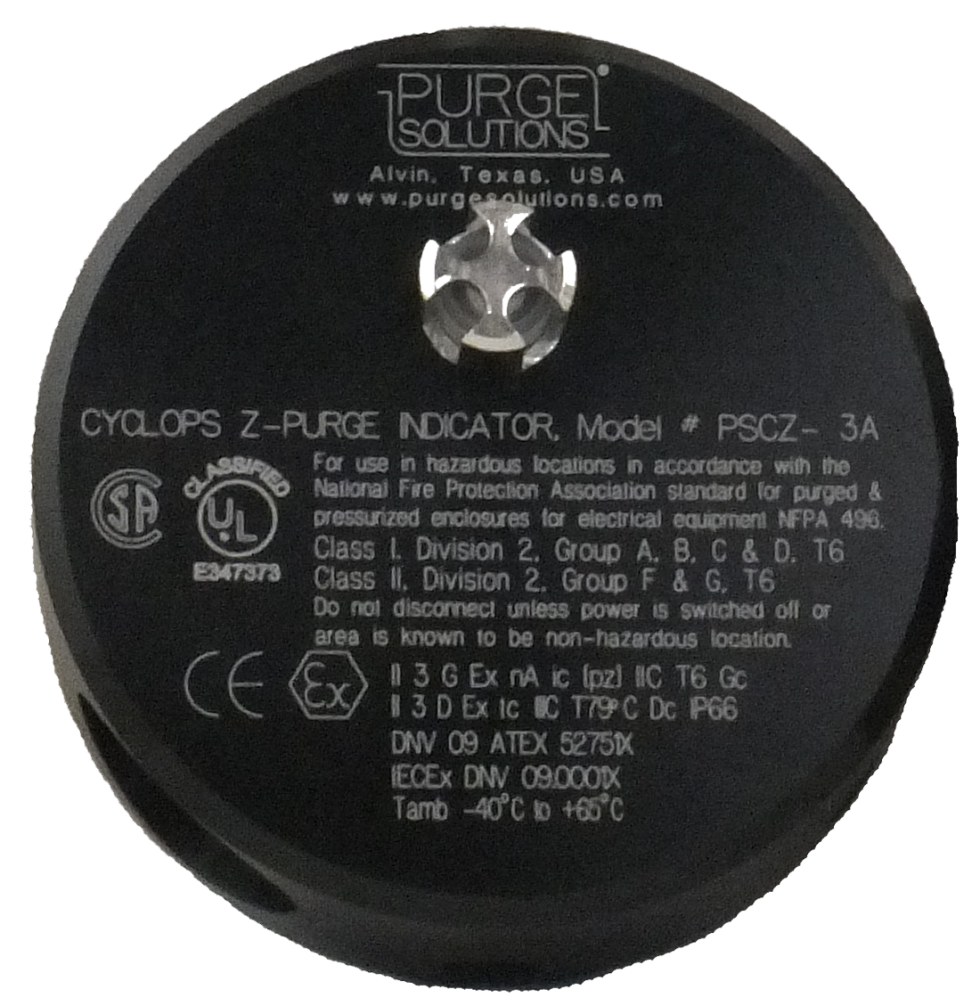 PURGE
SOLUTIONS
Alvin, Texas, USA
www.purgesolutions.com
CYCLOPS Z-PURGE INDICATOR, Model # PSCZ- 3A
SA
CLASSIFIED
UL
E347373
For use in hazardous locations in accordance with the
National Fire Protection Association standard for purged &
pressurized enclosures for electrical equipment NFPA 496.
Class I, Division 2, Group A, B, C & D, T6
Class II, Division 2, Group F & G, T6
Do not disconnect unless power is switched off or
area is known to be non-hazardous location.
CE Ex
II 3 G Ex nA ic [pz] IIC T6 Gc
II 3 D Ex tc IIIC T79°C Dc IP66
DNV 09 ATEX 52751X
IECEx DNV 09.0001X
Tamb -40°C to +65°C